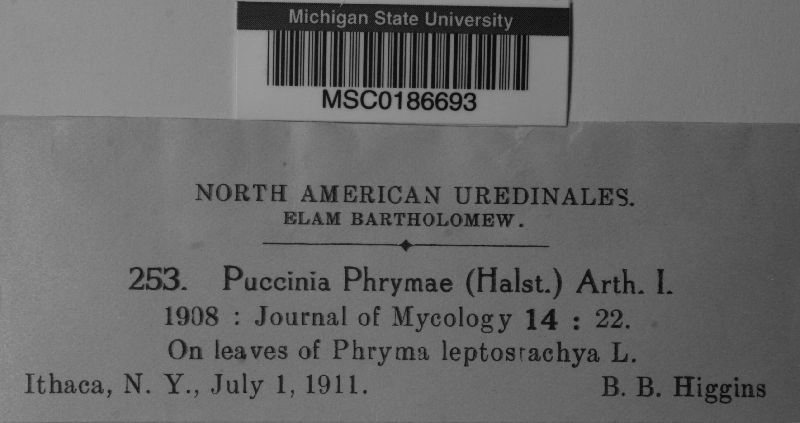 Michigan State University
MSC0186693
NORTH AMERICAN UREDINALES.
ELAM BARTHOLOMEW.
253. Puccinia Phrymae (Halst.) Arth. I.
1908 : Journal of Mycology 14 : 22.
On leaves of Phryma leptostachya L.
Ithaca, N. Y., July 1, 1911. B. B. Higgins